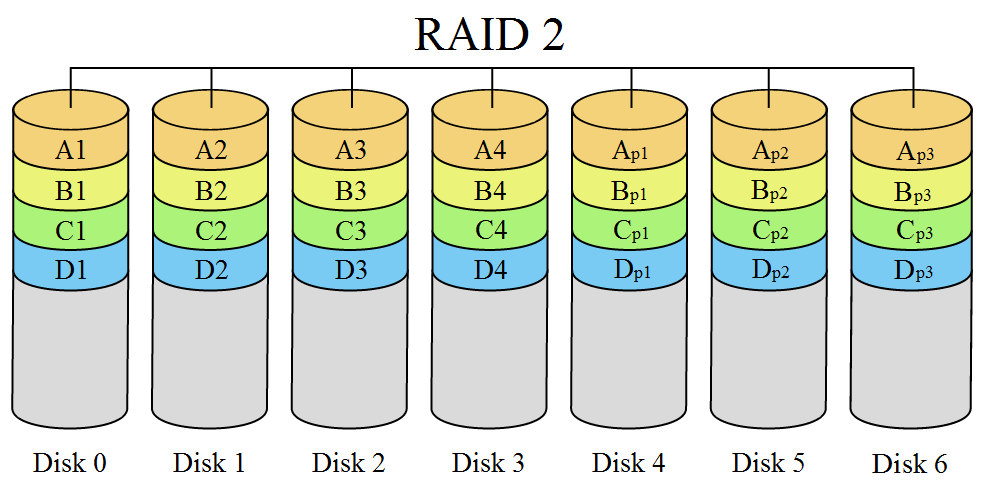 RAID 2
A1 A2 A3 A4 Ap1 Ap2 Ap3
B1 B2 B3 B4 Bp1 Bp2 Bp3
C1 C2 C3 C4 Cp1 Cp2 Cp3
D1 D2 D3 D4 Dp1 Dp2 Dp3
Disk 0 Disk 1 Disk 2 Disk 3 Disk 4 Disk 5 Disk 6